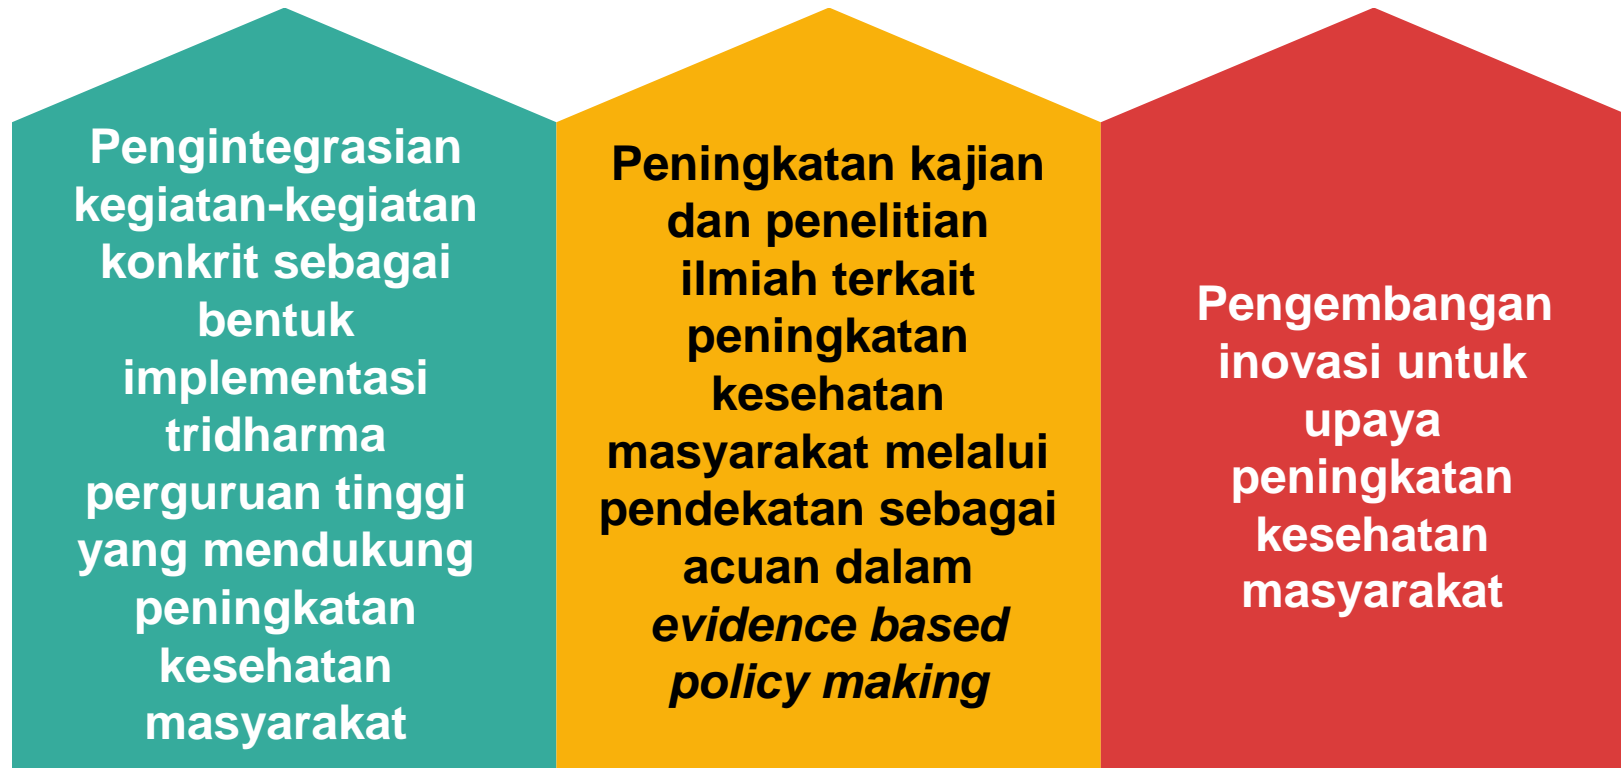 Pengintegrasian
kegiatan-kegiatan
konkrit sebagai
bentuk
implementasi
tridharma
perguruan tinggi
yang mendukung
peningkatan
kesehatan
masyarakat
Peningkatan kajian
dan penelitian
ilmiah terkait
peningkatan
kesehatan
masyarakat melalui
pendekatan sebagai
acuan dalam
evidence based
policy making
Pengembangan
inovasi untuk
upaya
peningkatan
kesehatan
masyarakat